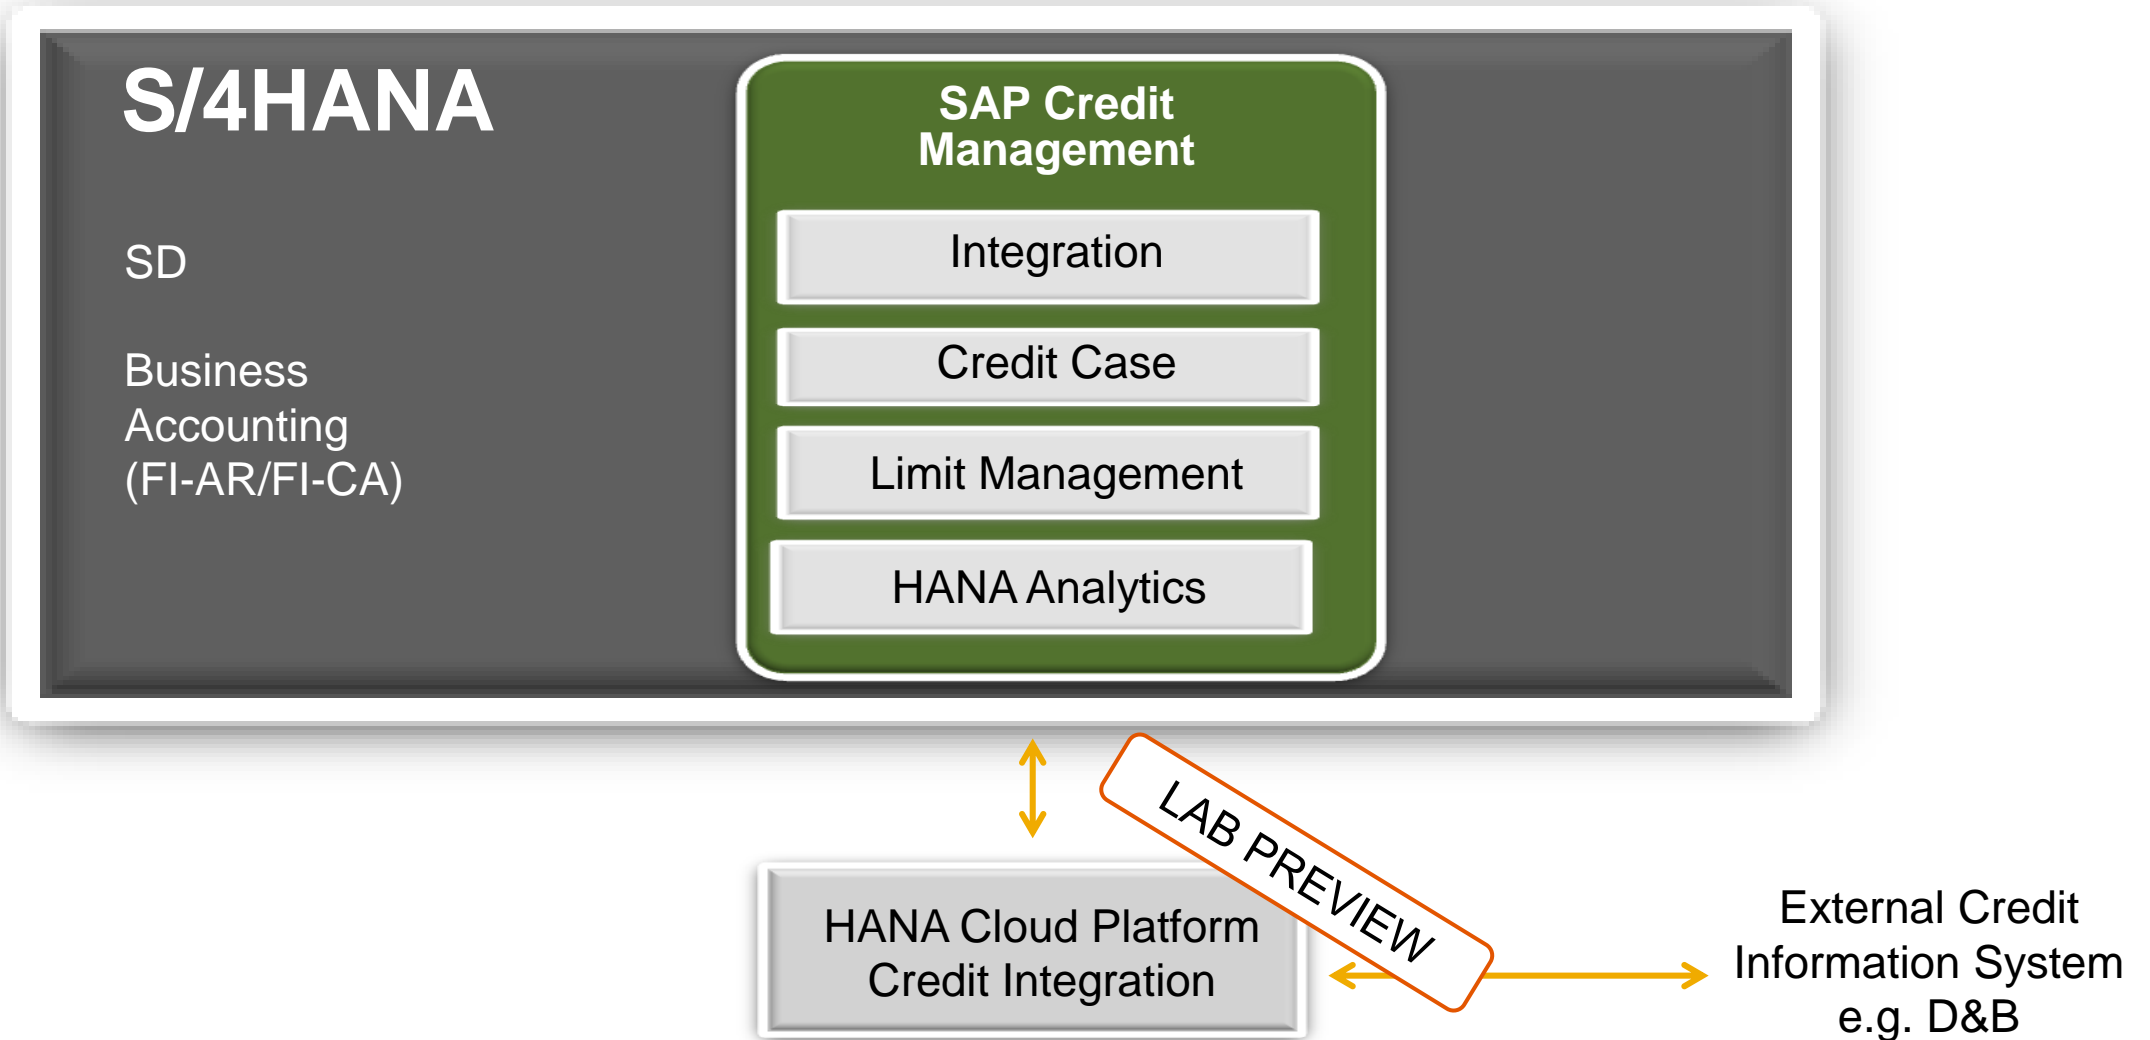 S/4HANA
SD
Business
Accounting
(FI-AR/FI-CA)
SAP Credit
Management
Integration
Credit Case
Limit Management
HANA Analytics
LAB PREVIEW
HANA Cloud Platform
Credit Integration
External Credit
Information System
e.g. D&B